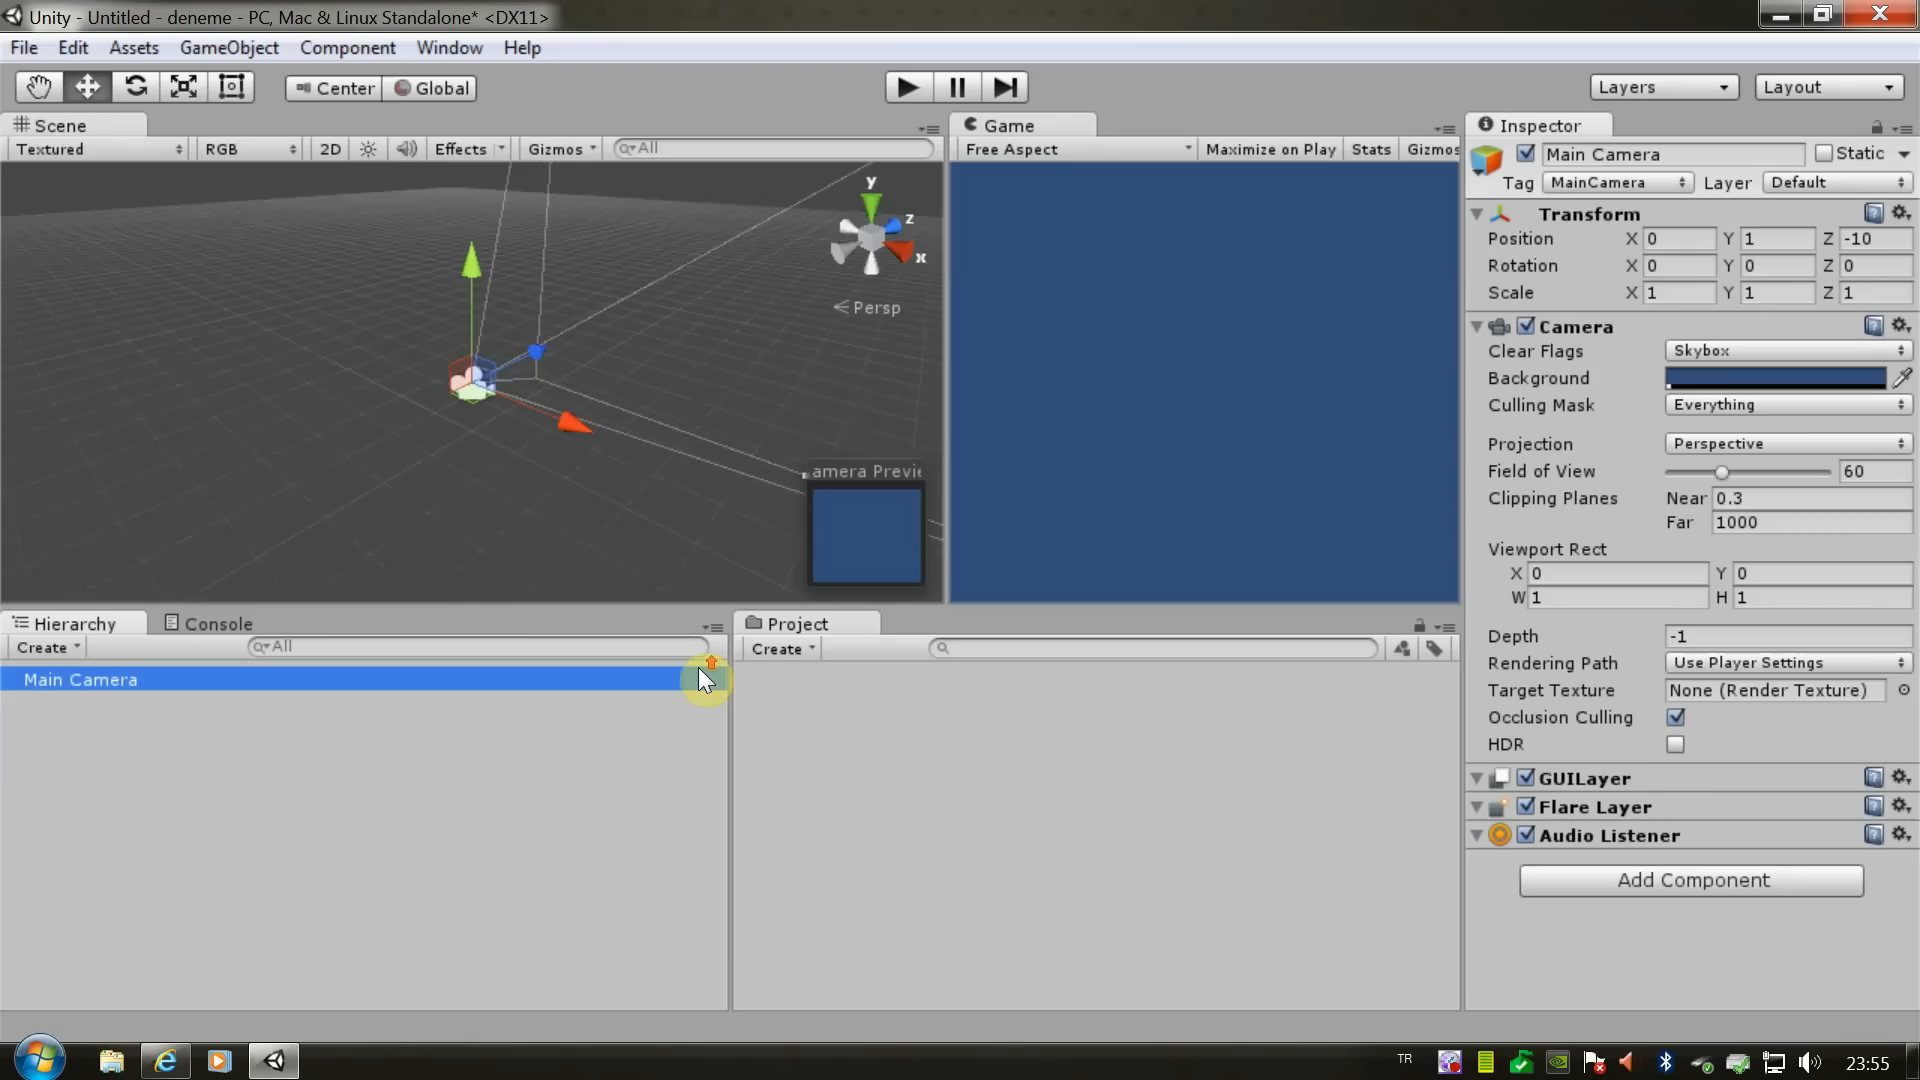 Unity - Untitled - deneme - PC, Mac & Linux Standalone* <DX11>
File Edit Assets GameObject Component Window Help
Center Global
Layers Layout
Scene
Textured RGB 2D Effects Gizmos All
y
z
x
Persp
amera Previe
Game
Free Aspect Maximize on Play Stats Gizmos
Inspector
Main Camera Static
Tag MainCamera Layer Default
Transform
Position X 0 Y 1 Z -10
Rotation X 0 Y 0 Z 0
Scale X 1 Y 1 Z 1
Camera
Clear Flags Skybox
Background
Culling Mask Everything
Projection Perspective
Field of View 60
Clipping Planes Near 0.3
Far 1000
Viewport Rect
X 0 Y 0
W 1 H 1
Depth -1
Rendering Path Use Player Settings
Target Texture None (Render Texture)
Occlusion Culling
HDR
GUILayer
Flare Layer
Audio Listener
Add Component
Hierarchy Console
Create All
Main Camera
Project
Create
TR 23:55